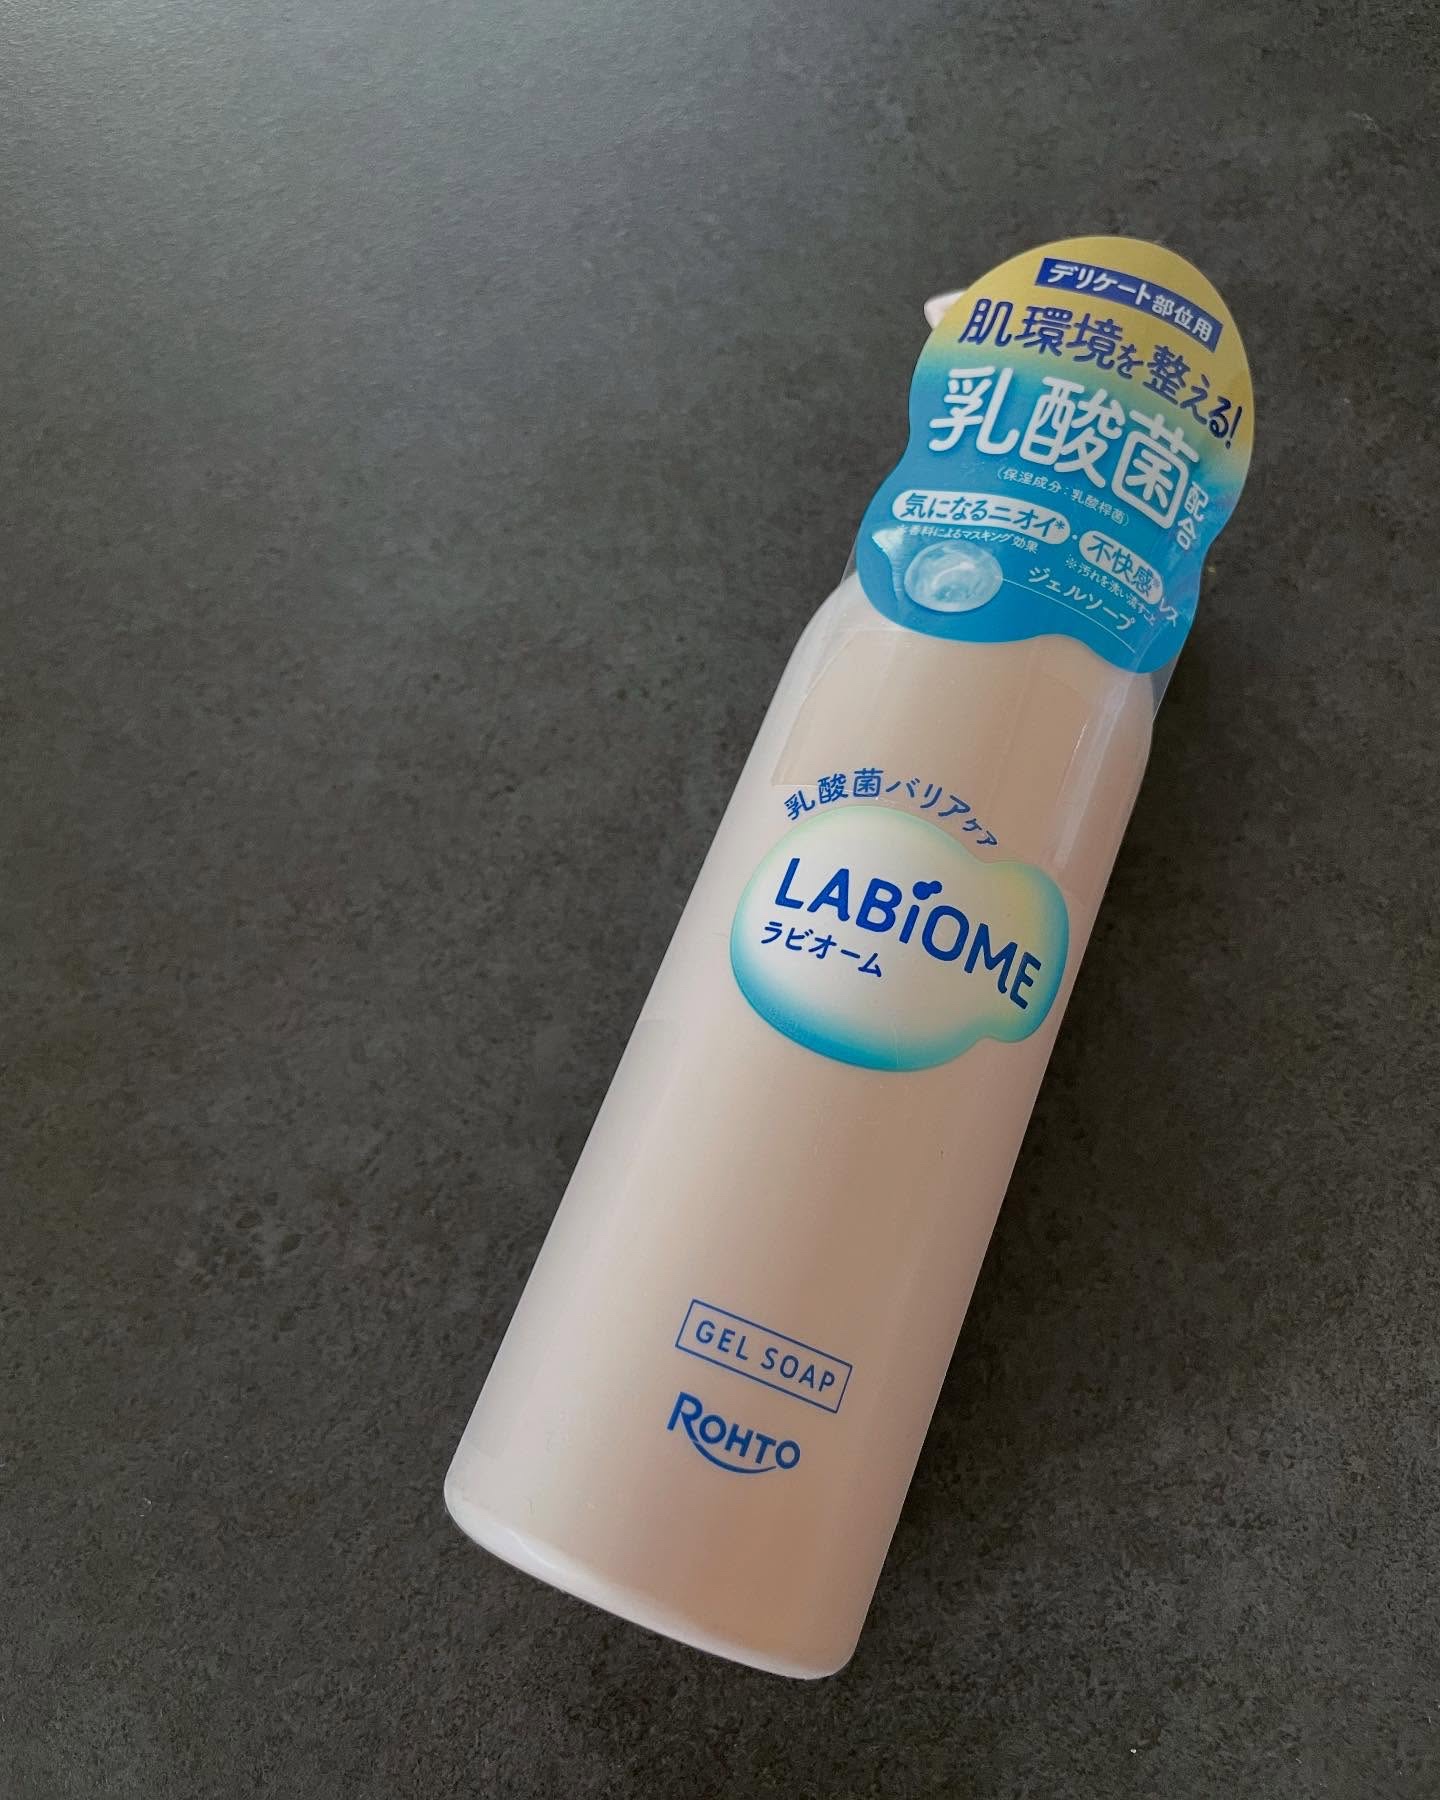 デリケート部位用
肌環境を整える!
乳酸菌配合
(保湿成分:乳酸桿菌)
気になるニオイ*・不快感※レス
*香料によるマスキング効果
※汚れを洗い流すこと
ジェルソープ
乳酸菌バリアケア
LABiOME
ラビオーム
GEL SOAP
ROHTO